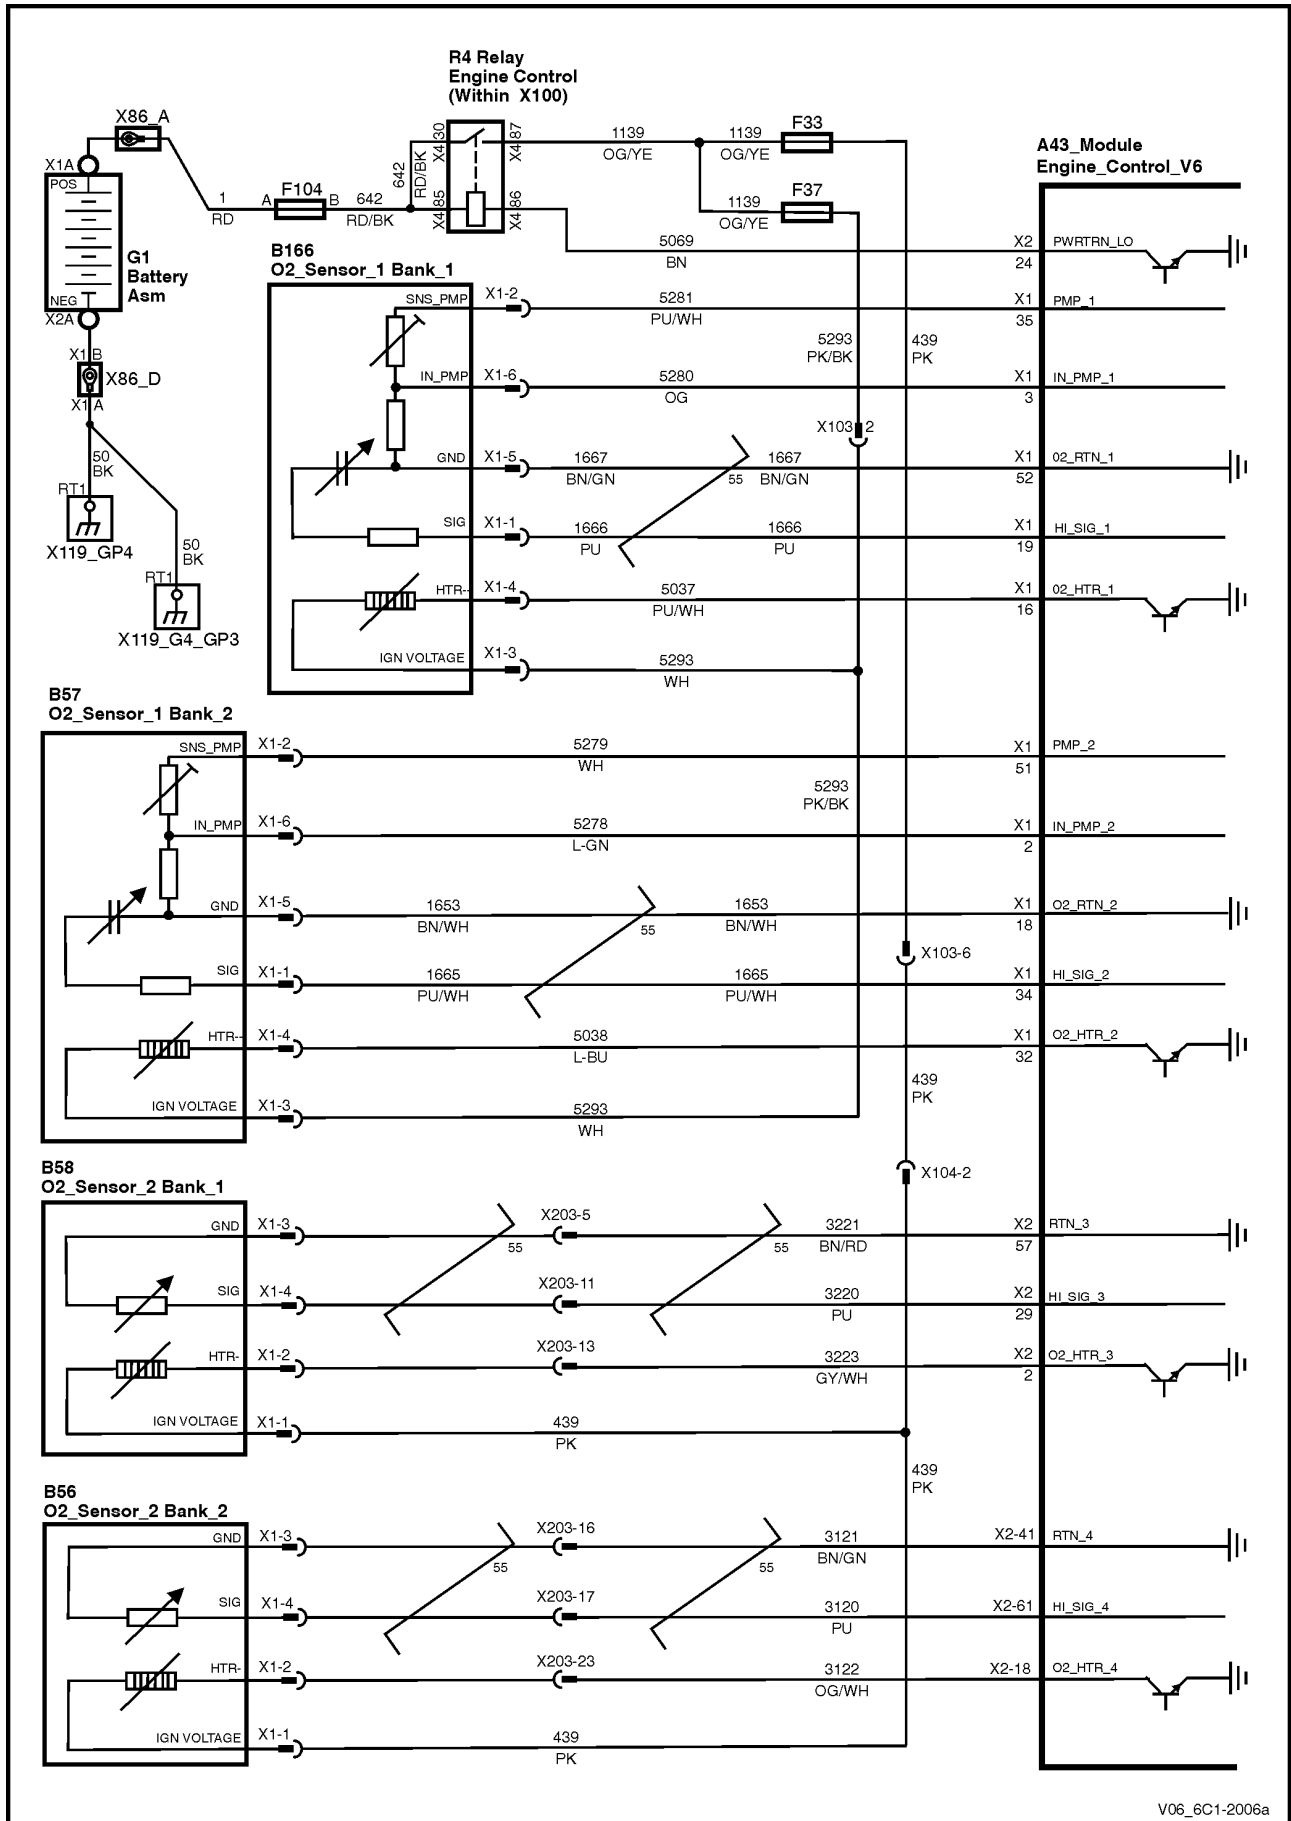 R4 Relay
Engine Control
(Within X100)
X86_A
X1A
POS
NEG
X2A
G1
Battery
Asm
1
RD
A
F104
B
642
RD/BK
642
RD/BK
X4 30
X4 87
X4 85
X4 86
1139
OG/YE
1139
OG/YE
F33
1139
OG/YE
F37
A43_Module
Engine_Control_V6
5069
BN
X2
24
PWRTRN_LO
X1 B
X86_D
X1 A
50
BK
RT1
X119_GP4
50
BK
RT1
X119_G4_GP3
B166
O2_Sensor_1 Bank_1
SNS_PMP
X1-2
5281
PU/WH
X1
35
PMP_1
5293
PK/BK
439
PK
IN_PMP
X1-6
5280
OG
X1
3
IN_PMP_1
X103 2
GND
X1-5
1667
BN/GN
55
1667
BN/GN
X1
52
02_RTN_1
SIG
X1-1
1666
PU
1666
PU
X1
19
HI_SIG_1
HTR-
X1-4
5037
PU/WH
X1
16
02_HTR_1
IGN VOLTAGE
X1-3
5293
WH
B57
O2_Sensor_1 Bank_2
SNS_PMP
X1-2
5279
WH
X1
51
PMP_2
5293
PK/BK
IN_PMP
X1-6
5278
L-GN
X1
2
IN_PMP_2
GND
X1-5
1653
BN/WH
55
1653
BN/WH
X1
18
O2_RTN_2
X103-6
SIG
X1-1
1665
PU/WH
1665
PU/WH
X1
34
HI_SIG_2
HTR-
X1-4
5038
L-BU
X1
32
O2_HTR_2
439
PK
IGN VOLTAGE
X1-3
5293
WH
X104-2
B58
O2_Sensor_2 Bank_1
GND
X1-3
55
X203-5
55
3221
BN/RD
X2
57
RTN_3
SIG
X1-4
X203-11
3220
PU
X2
29
HI_SIG_3
HTR-
X1-2
X203-13
3223
GY/WH
X2
2
O2_HTR_3
IGN VOLTAGE
X1-1
439
PK
439
PK
B56
O2_Sensor_2 Bank_2
GND
X1-3
55
X203-16
55
3121
BN/GN
X2-41
RTN_4
SIG
X1-4
X203-17
3120
PU
X2-61
HI_SIG_4
HTR-
X1-2
X203-23
3122
OG/WH
X2-18
O2_HTR_4
IGN VOLTAGE
X1-1
439
PK
V06_6C1-2006a